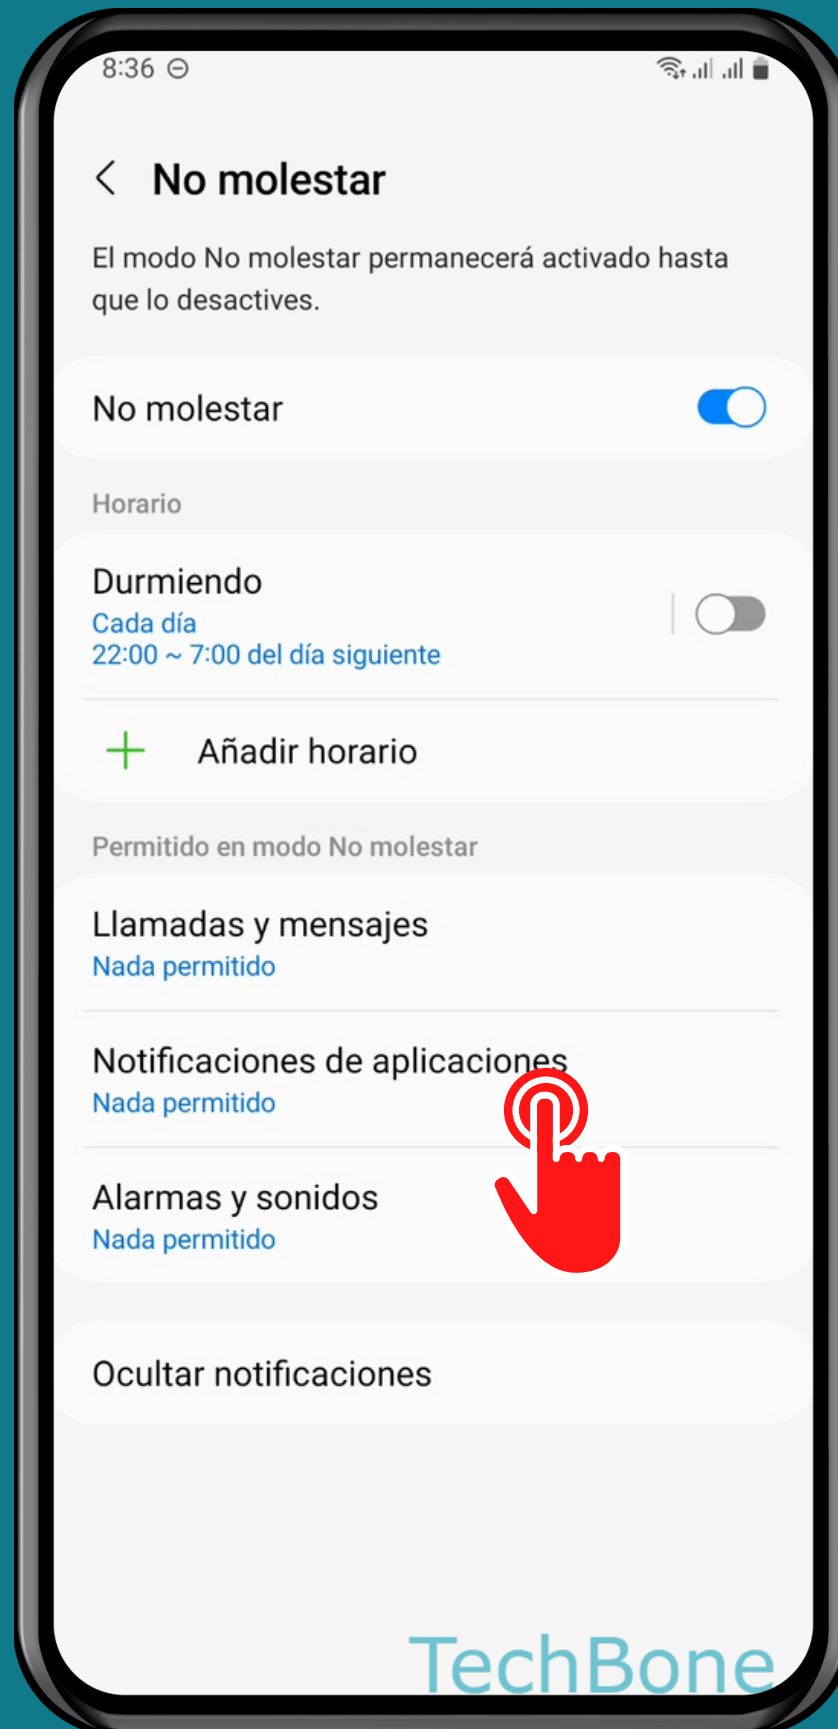 8:36
No molestar
El modo No molestar permanecerá activado hasta
que lo desactives.
No molestar
Horario
Durmiendo
Cada día
22:00 ~ 7:00 del día siguiente
Añadir horario
Permitido en modo No molestar
Llamadas y mensajes
Nada permitido
Notificaciones de aplicaciones
Nada permitido
Alarmas y sonidos
Nada permitido
Ocultar notificaciones
TechBone